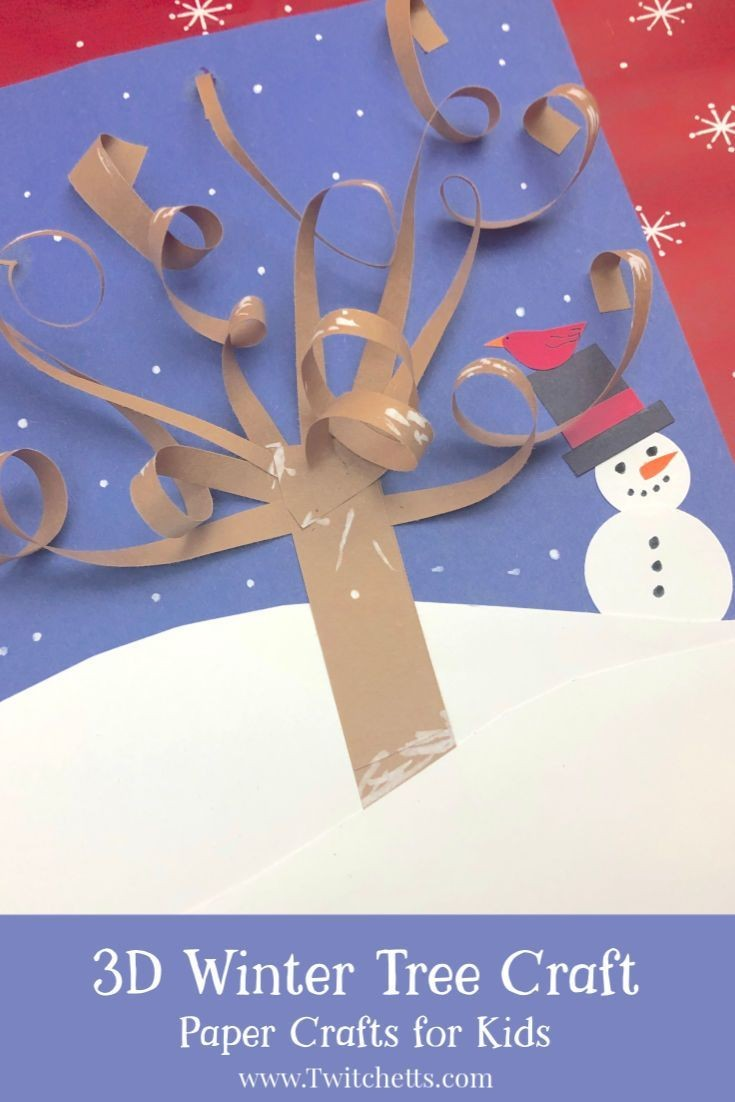 3D Winter Tree Craft
Paper Crafts for Kids
www.Twitchetts.com